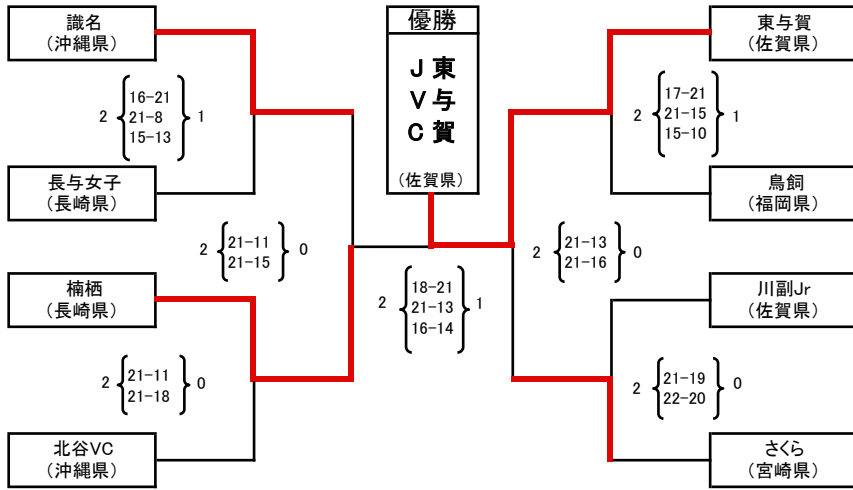 識名
(沖縄県)
2 16-21 1
21-8
15-13
長与女子
(長崎県)
2 21-11 0
21-15
楠栖
(長崎県)
2 21-11 0
21-18
北谷VC
(沖縄県)
優勝
東与賀
JVC
(佐賀県)
2 18-21 1
21-13
16-14
東与賀
(佐賀県)
2 17-21 1
21-15
15-10
鳥飼
(福岡県)
2 21-13 0
21-16
川副Jr
(佐賀県)
2 21-19 0
22-20
さくら
(宮崎県)